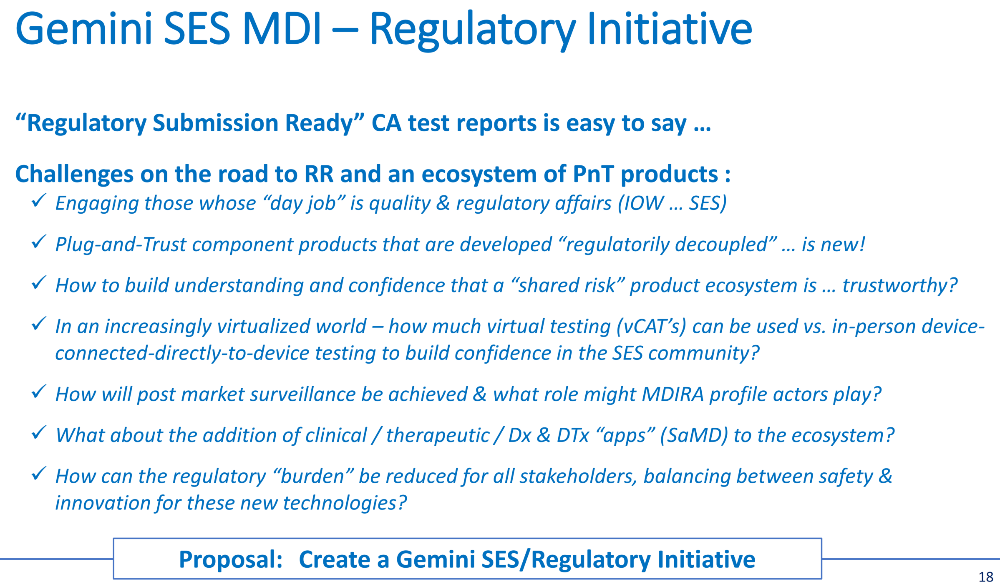 Gemini SES MDI – Regulatory Initiative
“Regulatory Submission Ready” CA test reports is easy to say …
Challenges on the road to RR and an ecosystem of PnT products :
✓ Engaging those whose “day job” is quality & regulatory affairs (IOW … SES)
✓ Plug-and-Trust component products that are developed “regulatorily decoupled” … is new!
✓ How to build understanding and confidence that a “shared risk” product ecosystem is … trustworthy?
✓ In an increasingly virtualized world – how much virtual testing (vCAT’s) can be used vs. in-person device-
connected-directly-to-device testing to build confidence in the SES community?
✓ How will post market surveillance be achieved & what role might MDIRA profile actors play?
✓ What about the addition of clinical / therapeutic / Dx & DTx “apps” (SaMD) to the ecosystem?
✓ How can the regulatory “burden” be reduced for all stakeholders, balancing between safety &
innovation for these new technologies?
Proposal: Create a Gemini SES/Regulatory Initiative
18